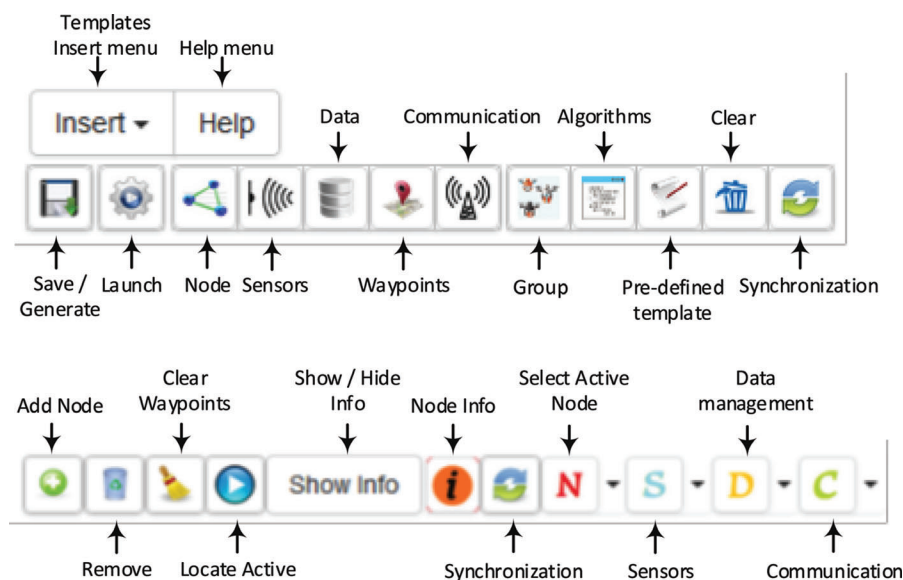 Templates
Insert menu
Help menu
Insert
Help
Data
Communication
Algorithms
Clear
Save /
Generate
Launch
Node
Sensors
Waypoints
Group
Pre-defined
template
Synchronization
Add Node
Clear
Waypoints
Show / Hide
Info
Node Info
Select Active
Node
Data
management
Show Info
i
N
S
D
C
Remove
Locate Active
Synchronization
Sensors
Communication